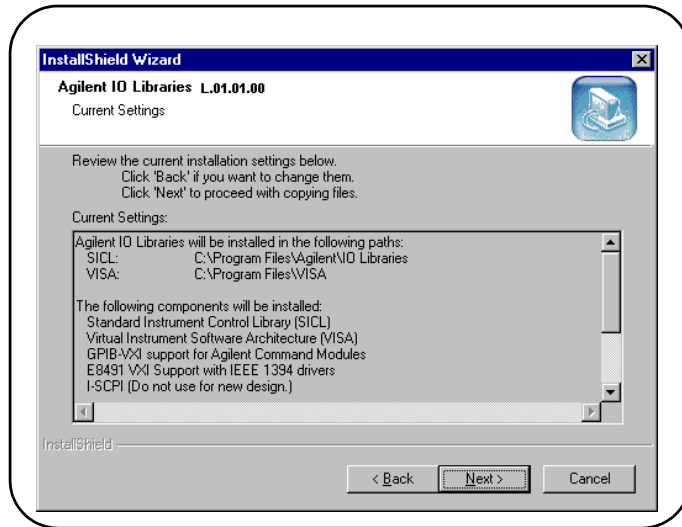 InstallShield Wizard
Agilent IO Libraries L.01.01.00
Current Settings
Review the current installation settings below.
Click 'Back' if you want to change them.
Click 'Next' to proceed with copying files.
Current Settings:
Agilent IO Libraries will be installed in the following paths:
SICL: C:\Program Files\Agilent\IO Libraries
VISA: C:\Program Files\VISA
The following components will be installed:
Standard Instrument Control Library (SICL)
Virtual Instrument Software Architecture (VISA)
GPIB-VXI support for Agilent Command Modules
E8491 VXI Support with IEEE 1394 drivers
I-SCPI (Do not use for new design.)
InstallShield
< Back Next > Cancel